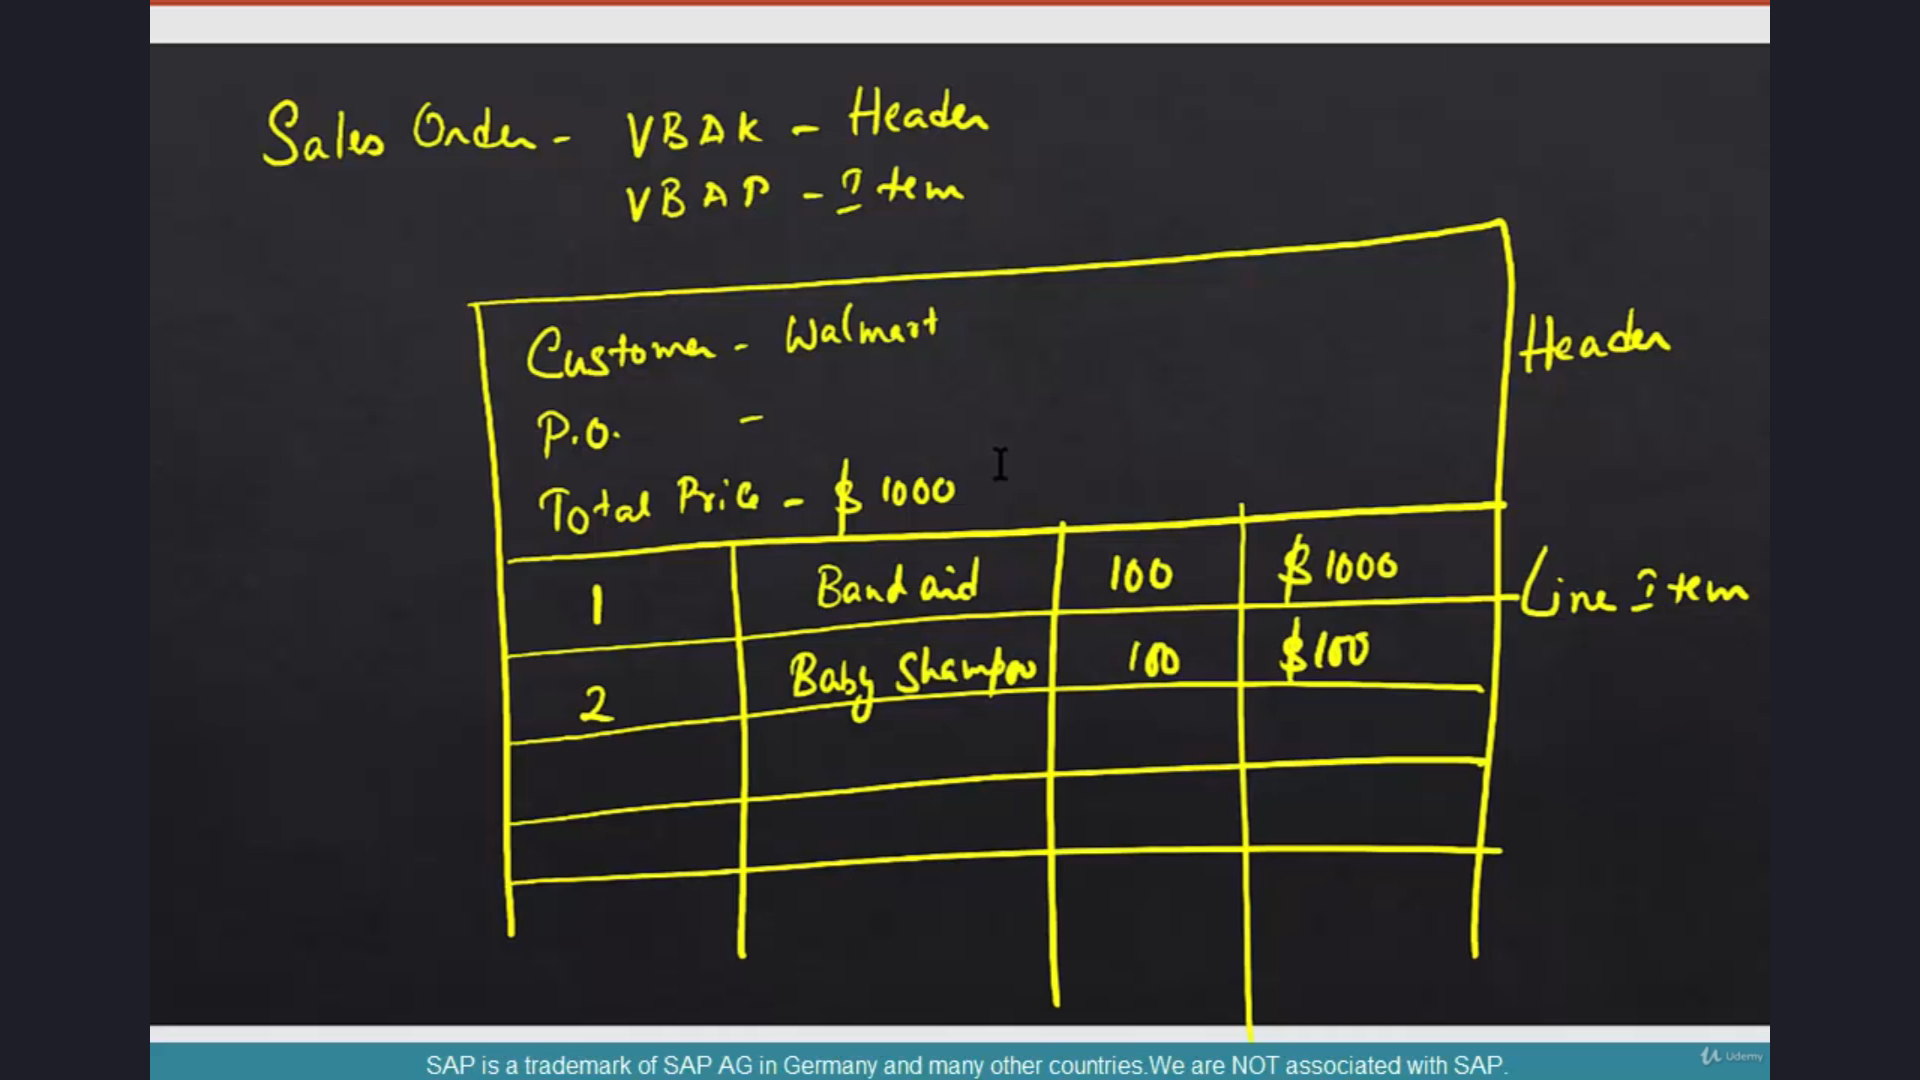 Sales Order - VBAK - Header
VBAP - Item
Customer - Walmart
Header
P.O. -
Total Price - $ 1000
1 Band aid 100 $ 1000
Line Item
2 Baby Shampoo 100 $100
SAP is a trademark of SAP AG in Germany and many other countries.We are NOT associated with SAP.
Udemy